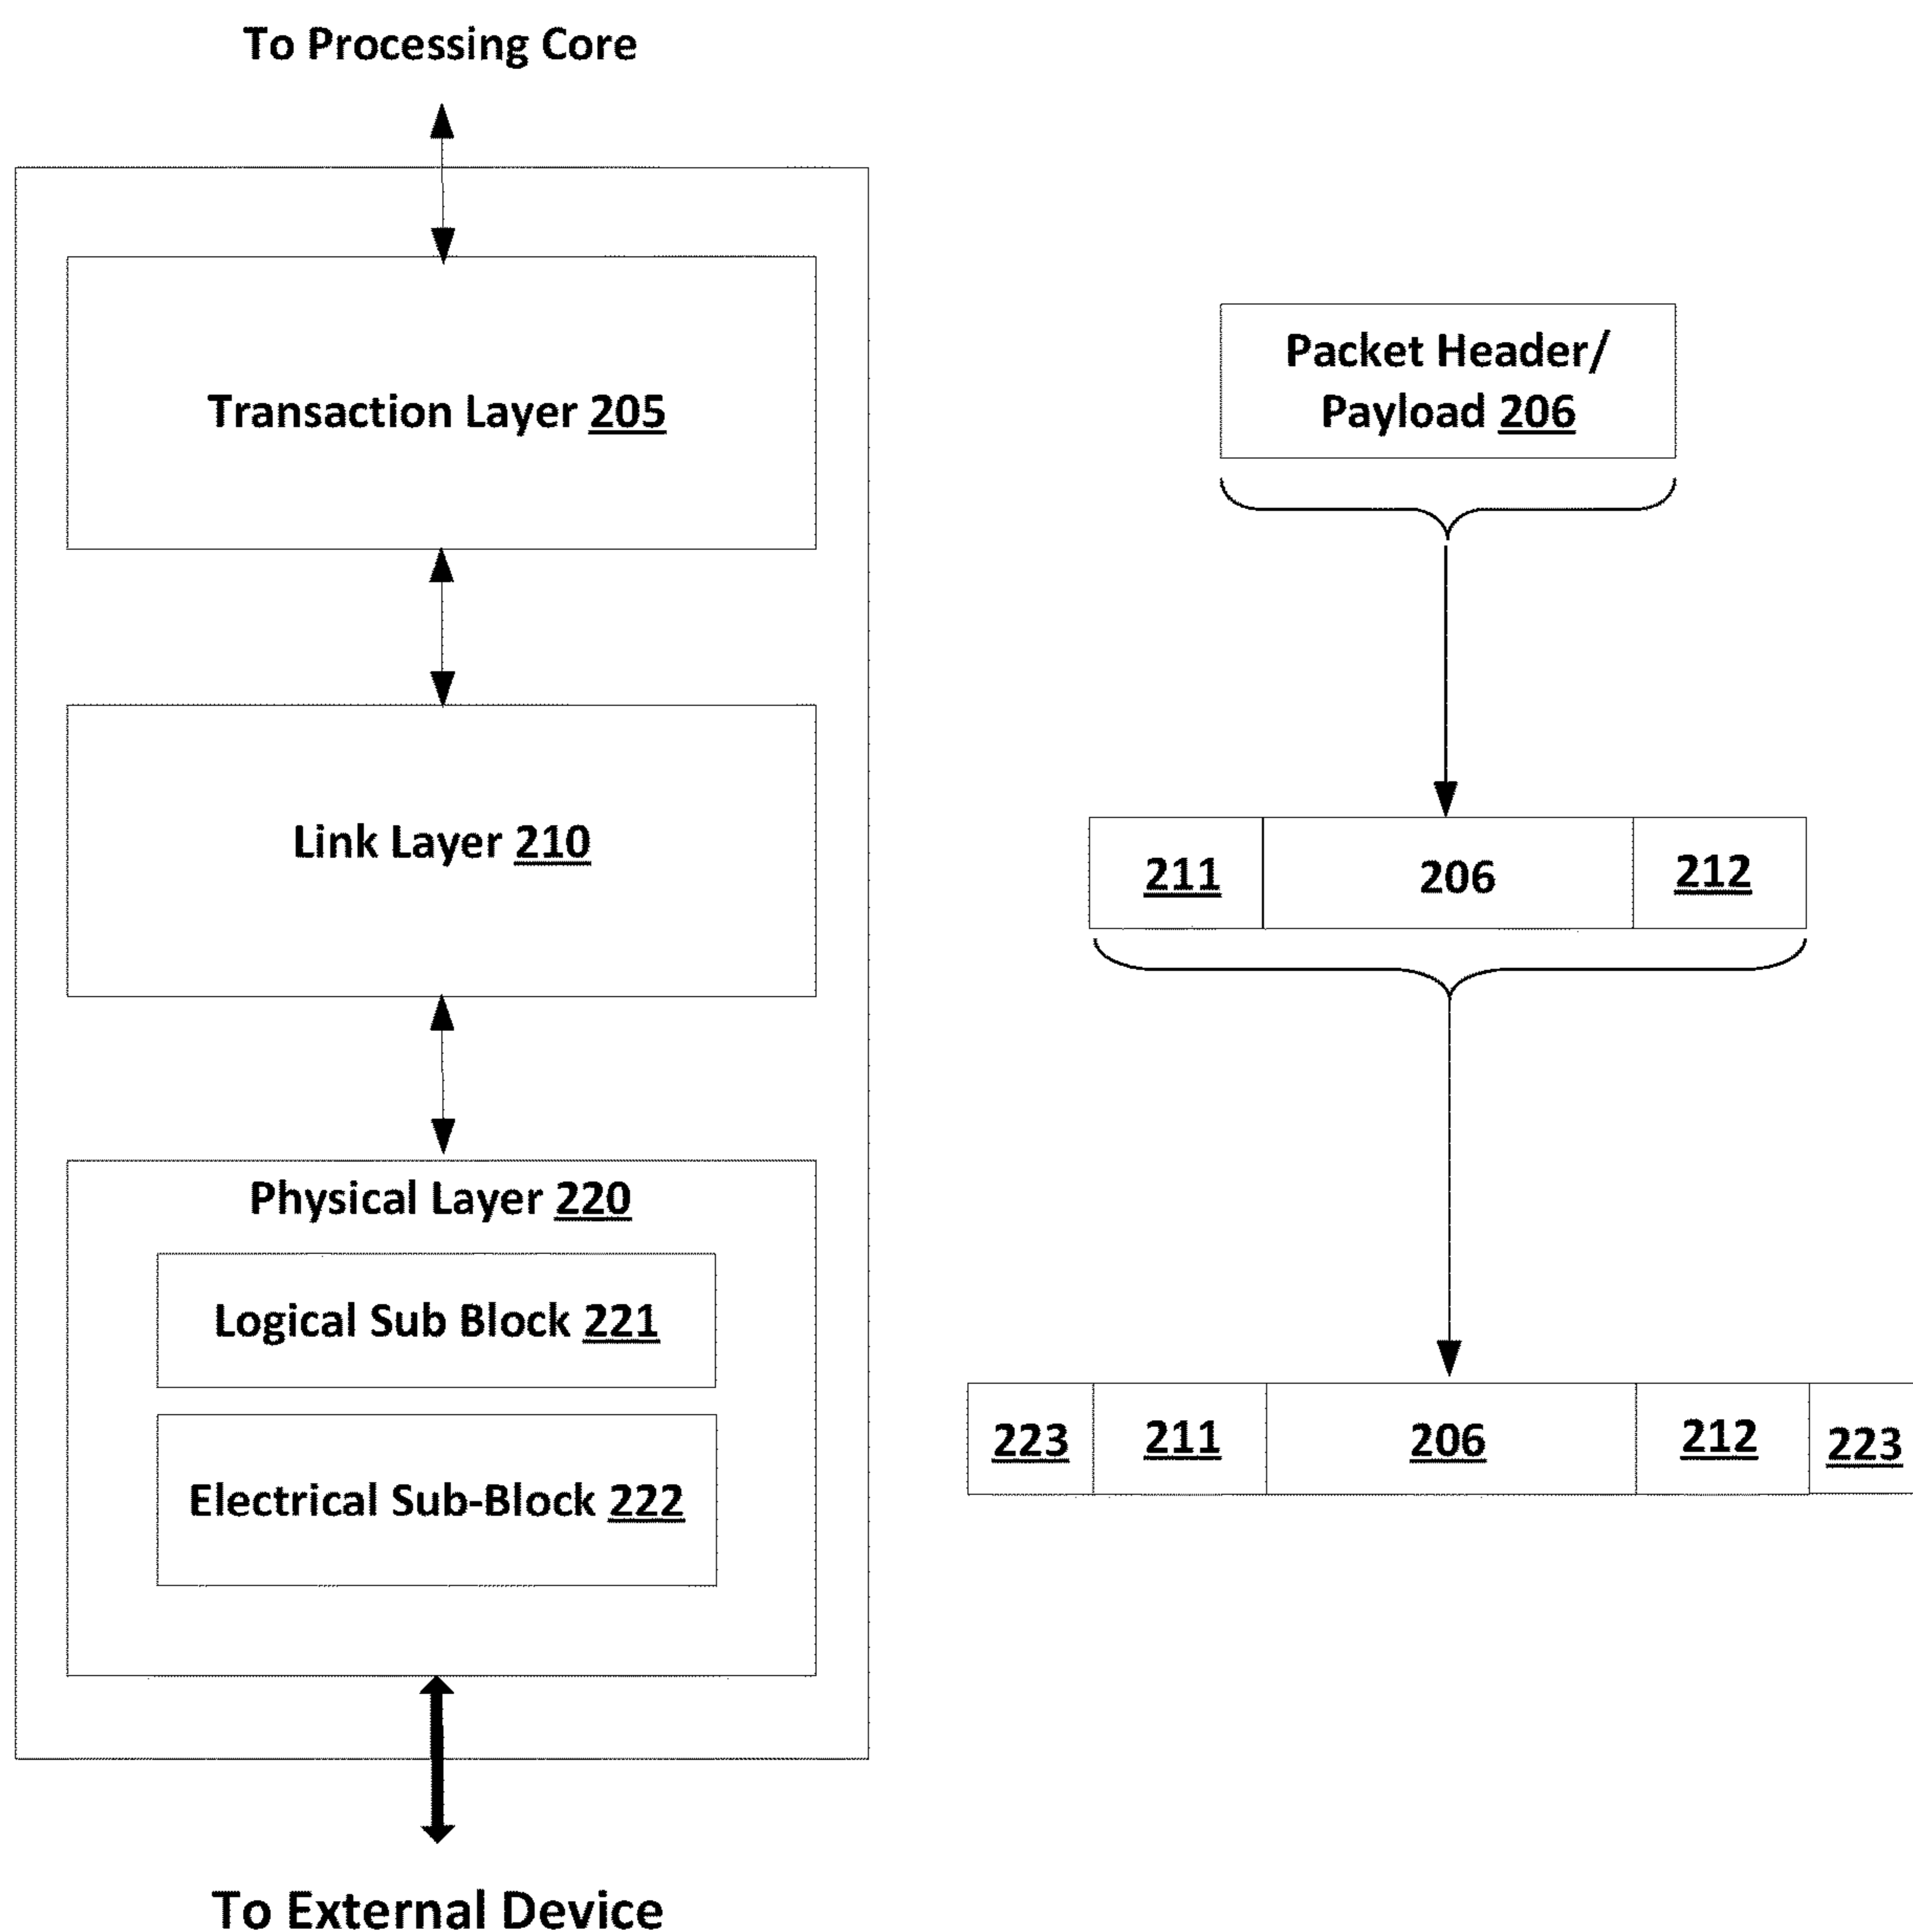 To Processing Core
Transaction Layer 205
Packet Header/
Payload 206
Link Layer 210
211 206 212
Physical Layer 220
Logical Sub Block 221
Electrical Sub-Block 222
223 211 206 212 223
To External Device